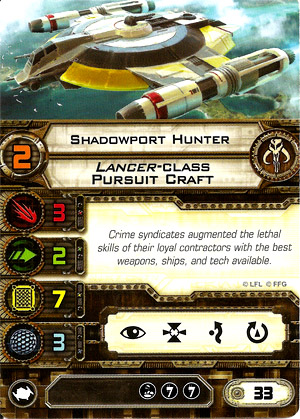 Shadowport Hunter
2
Lancer-class
Pursuit Craft
3
2
7
3
Crime syndicates augmented the lethal
skills of their loyal contractors with the best
weapons, ships, and tech available.
© LFL © FFG
7 7
33